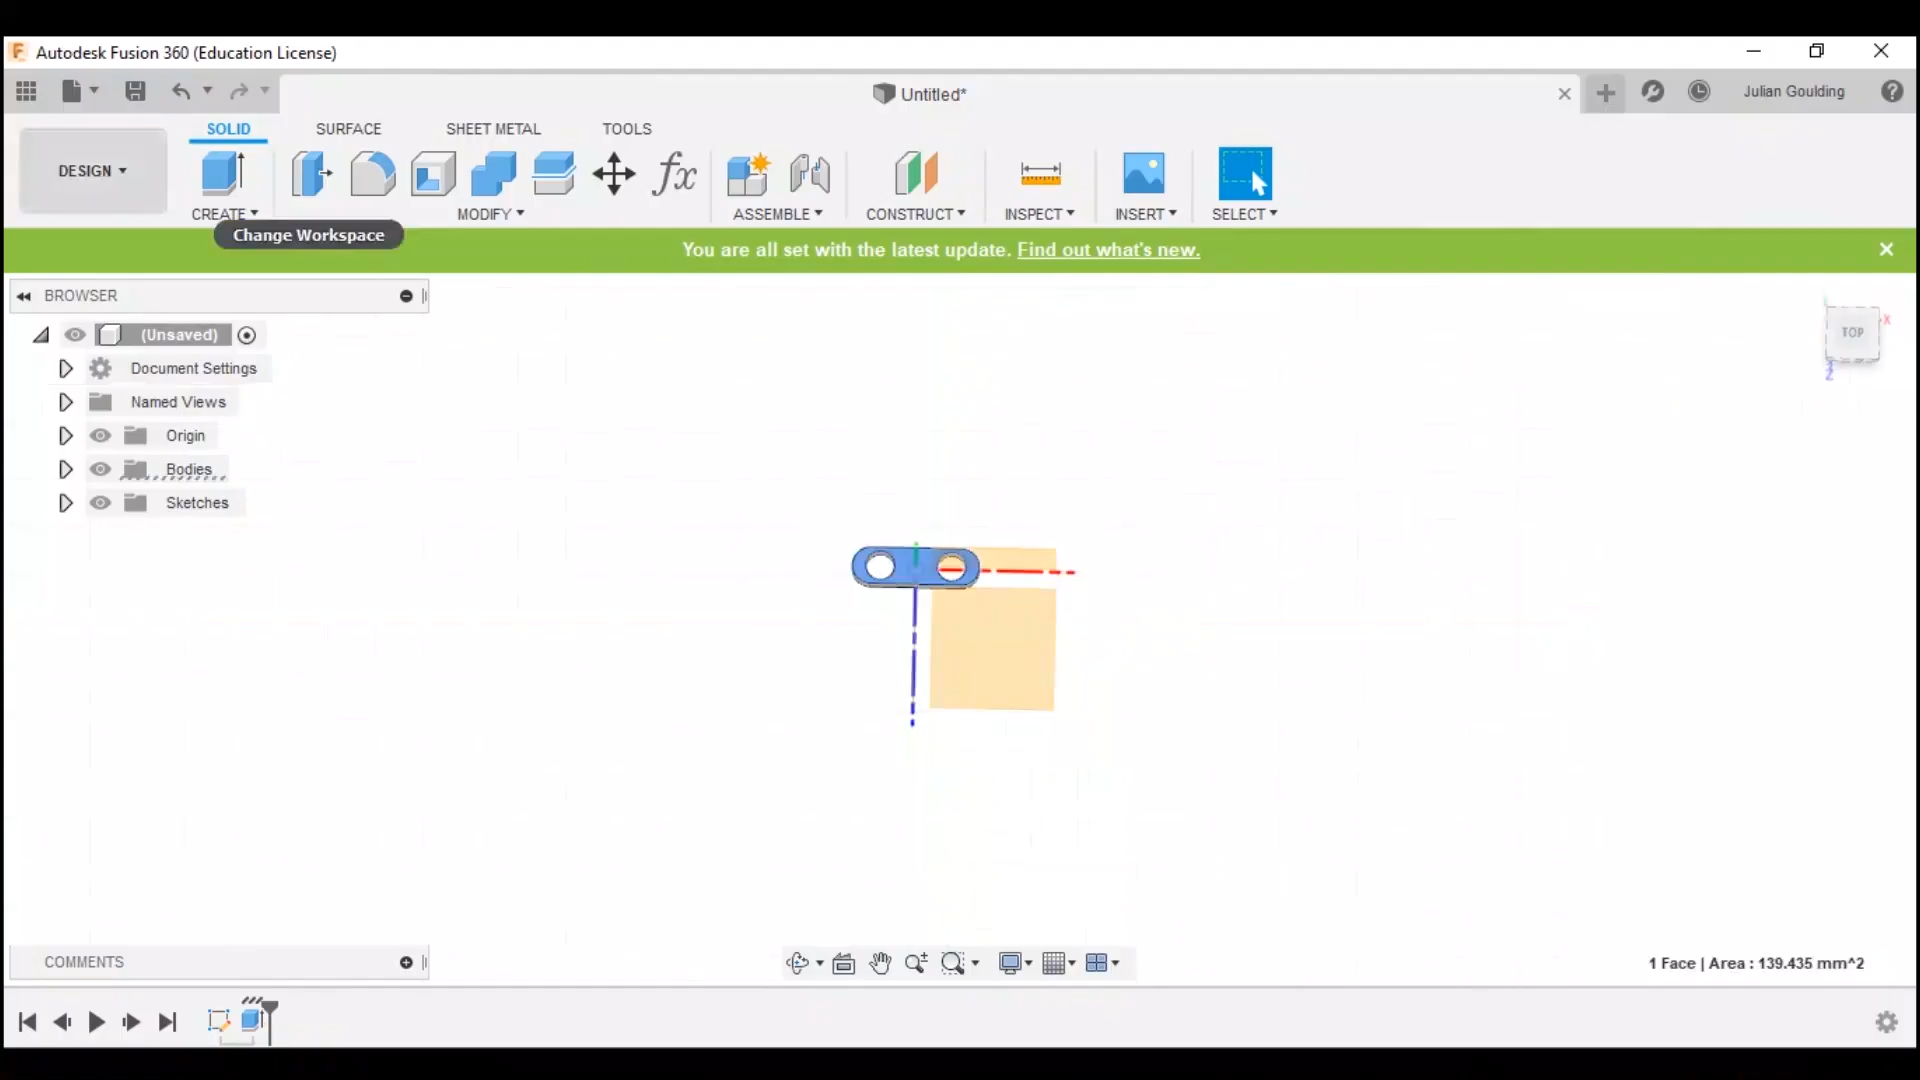 Autodesk Fusion 360 (Education License)
Untitled*
Julian Goulding
SOLID
SURFACE
SHEET METAL
TOOLS
DESIGN
fx
CREATE
MODIFY
ASSEMBLE
CONSTRUCT
INSPECT
INSERT
SELECT
Change Workspace
You are all set with the latest update. Find out what's new.
BROWSER
(Unsaved)
Document Settings
Named Views
Origin
Bodies
Sketches
X
TOP
Z
COMMENTS
1 Face | Area : 139.435 mm^2